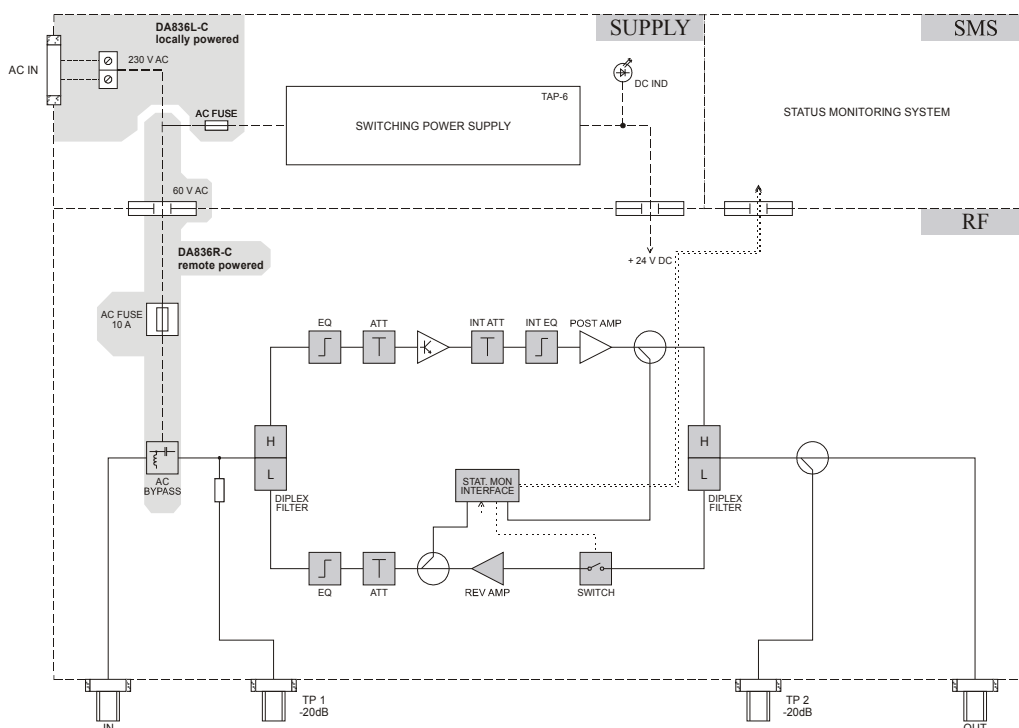 DA836L-C
locally powered
SUPPLY
SMS
AC IN
230 V AC
DC IND
TAP-6
AC FUSE
SWITCHING POWER SUPPLY
STATUS MONITORING SYSTEM
60 V AC
RF
DA836R-C
remote powered
+ 24 V DC
AC FUSE
10 A
EQ
ATT
INT ATT
INT EQ
POST AMP
H
L
DIPLEX
FILTER
AC
BYPASS
STAT. MON
INTERFACE
H
L
DIPLEX
FILTER
EQ
ATT
REV AMP
SWITCH
IN
TP 1
-20dB
TP 2
-20dB
OUT